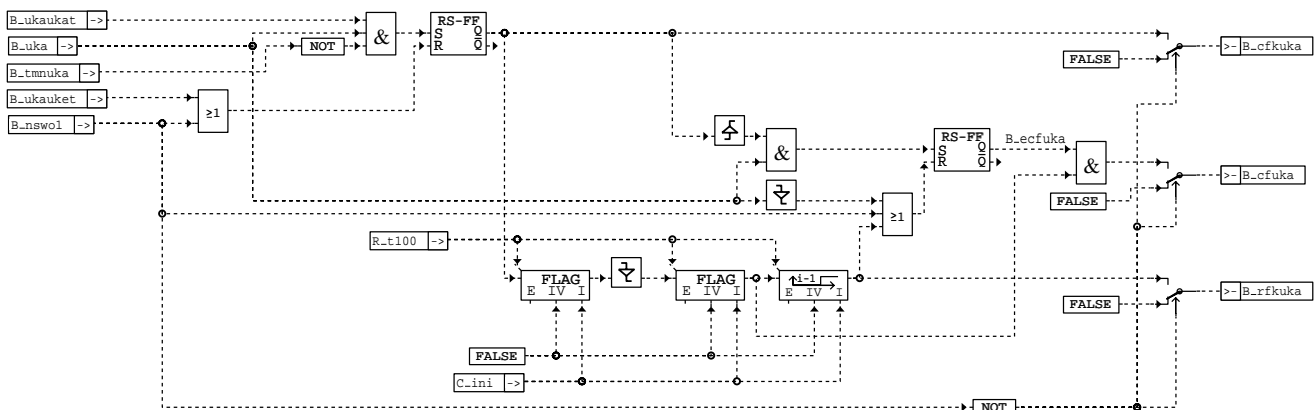 B_ukaukat ->
RS-FF
S Q
R Q
&
B_uka ->
NOT
>- B_cfkuka
FALSE
B_tmnuka ->
B_ukauket ->
≥1
B_nswo1 ->
RS-FF
S Q
R Q
B_ecfuka
&
&
>- B_cfuka
FALSE
≥1
R_t100 ->
FLAG
E IV I
FLAG
E IV I
i-1
E IV I
>- B_rfkuka
FALSE
FALSE
C_ini ->
NOT